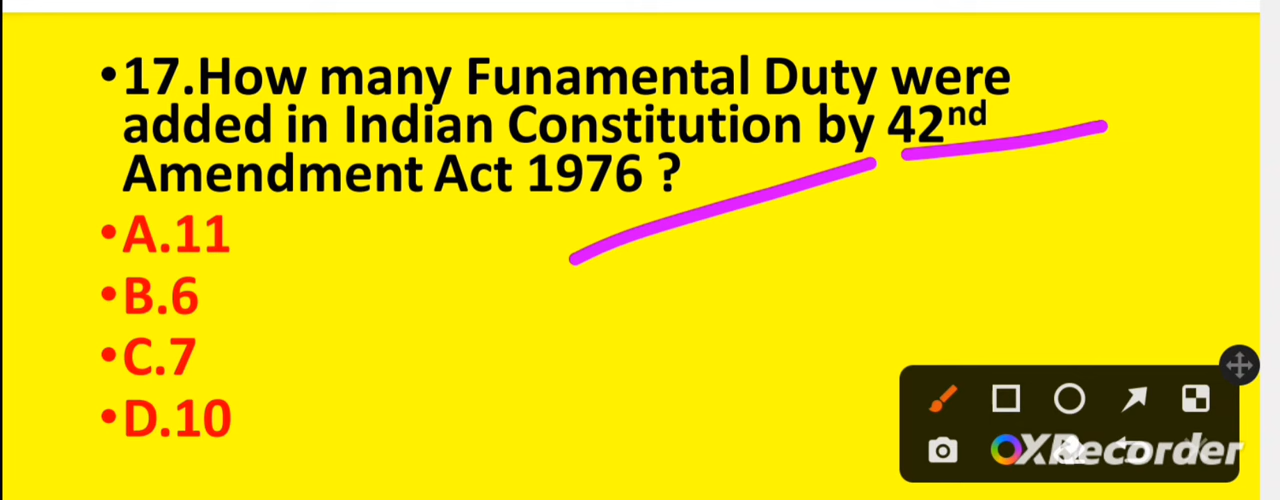 •17.How many Funamental Duty were
added in Indian Constitution by 42nd
Amendment Act 1976 ?
•A.11
•B.6
•C.7
•D.10
XRecorder